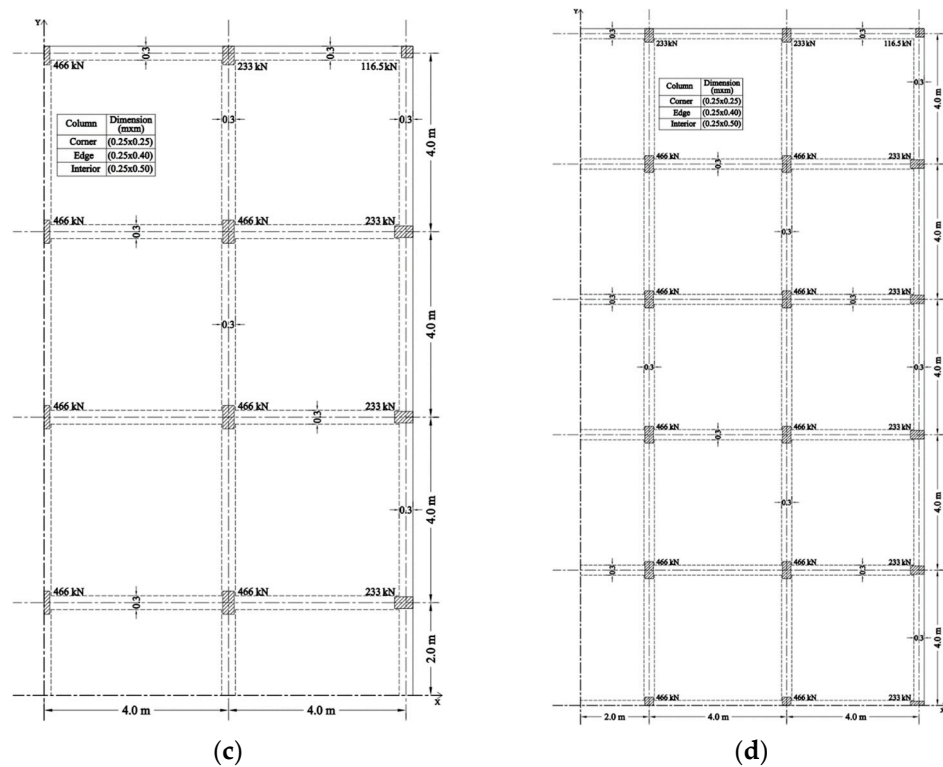 Y
0.3 0.3
466 kN 233 kN 116.5 kN
Column Dimension (mxm)
Corner (0.25x0.25)
Edge (0.25x0.40)
Interior (0.25x0.50)
0.3 0.3
4.0 m
466 kN 466 kN 233 kN
0.3
0.3
4.0 m
466 kN 466 kN 233 kN
0.3
0.3
4.0 m
466 kN 466 kN 233 kN
0.3
2.0 m
X
4.0 m 4.0 m
(c)
Y
0.3 0.3
233kN 233 kN 116.5 kN
0.3
4.0 m
Column Dimension (mxm)
Corner (0.25x0.25)
Edge (0.25x0.40)
Interior (0.25x0.50)
466 kN 466 kN
0.3
0.3
4.0 m
466 kN 466 kN 233 kN
0.3 0.3
0.3 0.3
4.0 m
466 kN 466 kN 233 kN
0.3
0.3
4.0 m
466 kN 466 kN 233 kN
0.3 0.3
0.3
4.0 m
466 kN 466 kN 233 kN
X
2.0 m 4.0 m 4.0 m
(d)